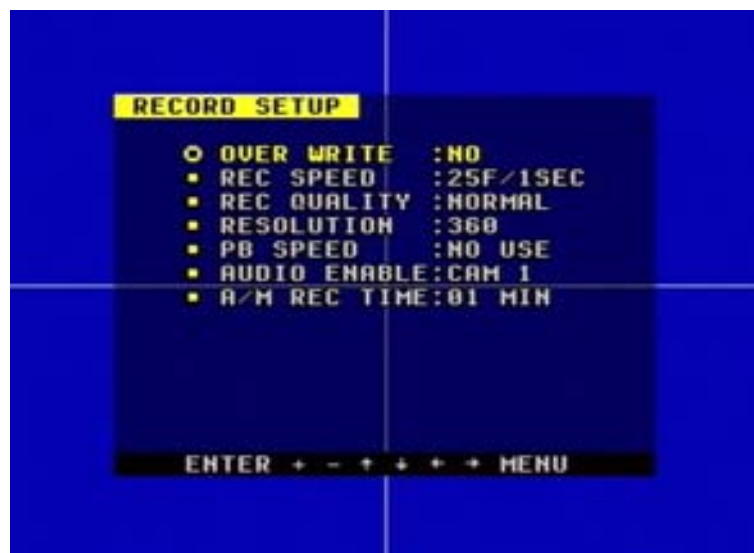 RECORD SETUP
OVER WRITE :NO
REC SPEED :25F/1SEC
REC QUALITY :NORMAL
RESOLUTION :360
PB SPEED :NO USE
AUDIO ENABLE:CAM 1
A/M REC TIME:01 MIN
ENTER + - ↑ ↓ ← → MENU